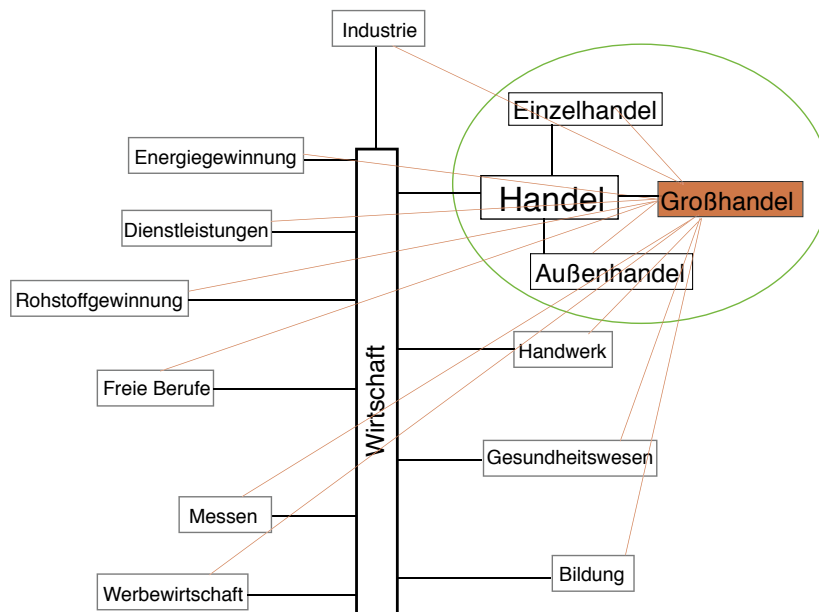 Industrie
Einzelhandel
Energiegewinnung
Handel
Großhandel
Dienstleistungen
Außenhandel
Rohstoffgewinnung
Handwerk
Wirtschaft
Freie Berufe
Gesundheitswesen
Messen
Bildung
Werbewirtschaft